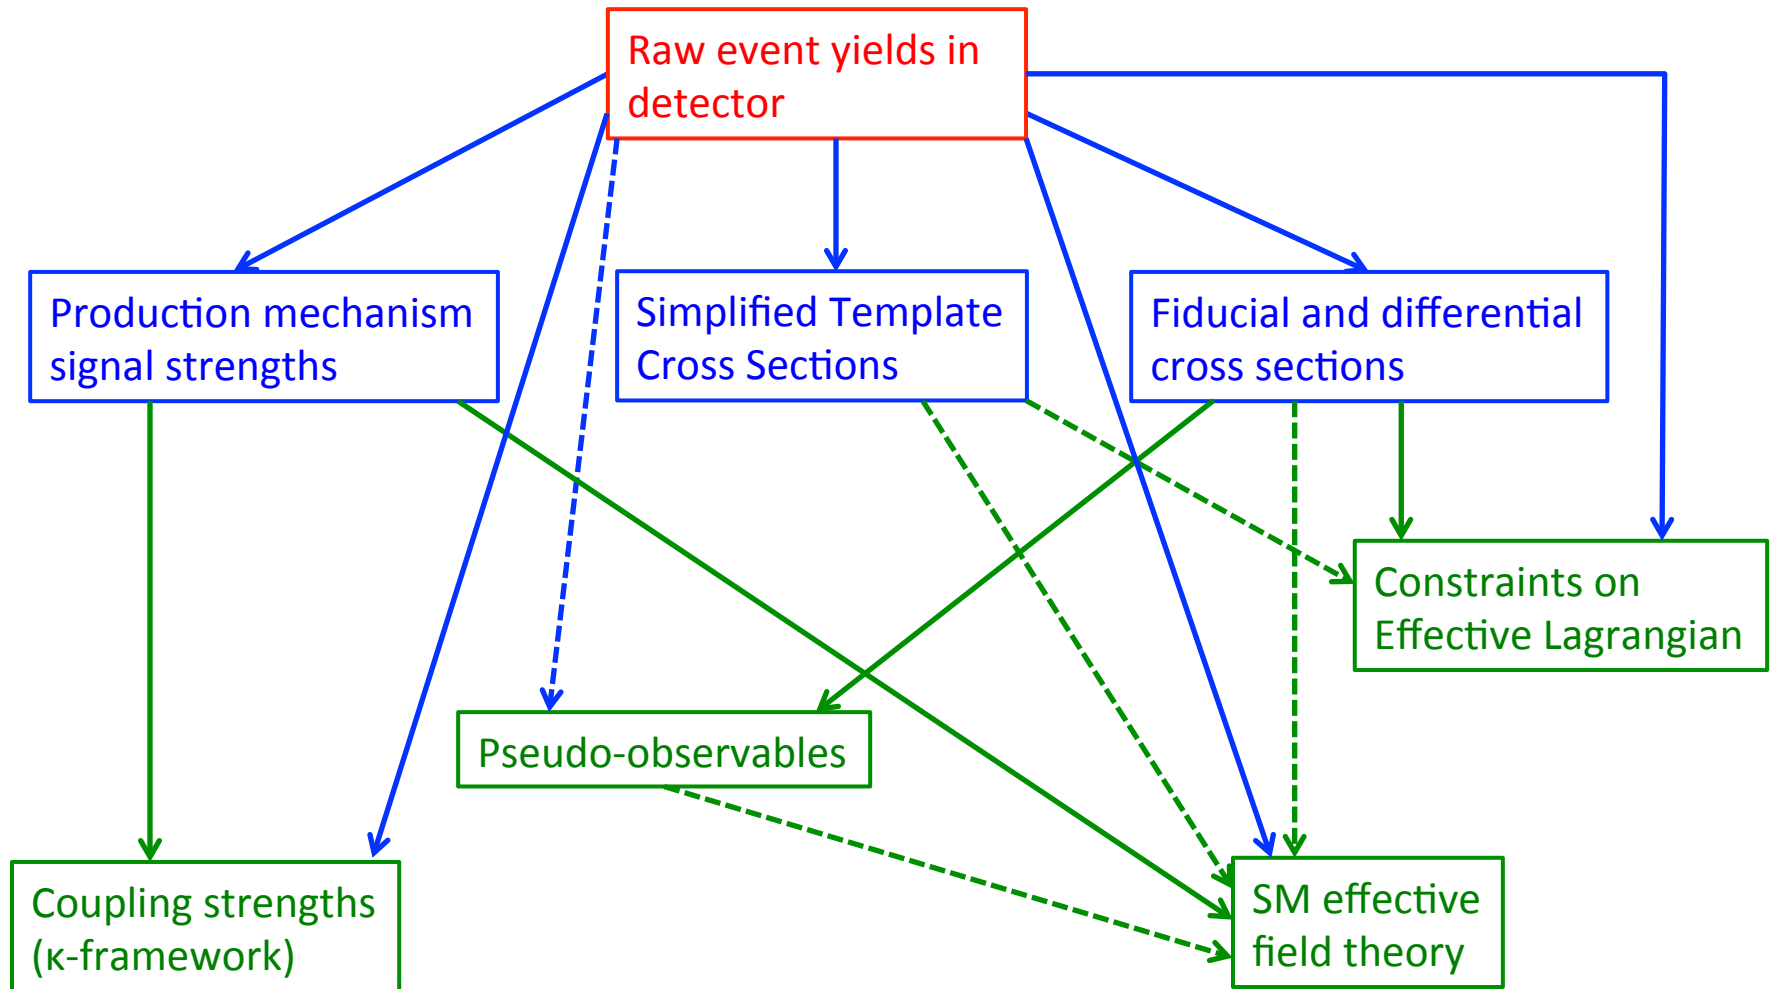 Raw event yields in
detector
Production mechanism
signal strengths
Simplified Template
Cross Sections
Fiducial and differential
cross sections
Constraints on
Effective Lagrangian
Pseudo-observables
Coupling strengths
(κ-framework)
SM effective
field theory